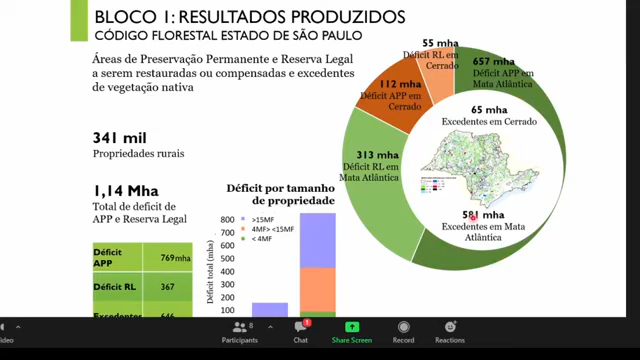 BLOCO 1: RESULTADOS PRODUZIDOS
CÓDIGO FLORESTAL ESTADO DE SÃO PAULO
Áreas de Preservação Permanente e Reserva Legal
a serem restauradas ou compensadas e excedentes
de vegetação nativa
341 mil
Propriedades rurais
1,14 Mha
Total de deficit de
APP e Reserva Legal
Déficit
APP
769mha
Déficit RL
367
Excedentes
646
Déficit por tamanho
de propriedade
Déficit total (mha)
800
700
600
500
400
300
200
100
>15MF
4MF> <15MF
< 4MF
55 mha
Déficit RL em
Cerrado
657 mha
Déficit APP em
Mata Atlântica
112 mha
Déficit APP em
Cerrado
313 mha
Déficit RL em
Mata Atlântica
65 mha
Excedentes em Cerrado
581 mha
Excedentes em Mata
Atlântica
Video
8
Participants
1
Chat
Share Screen
Record
Reactions